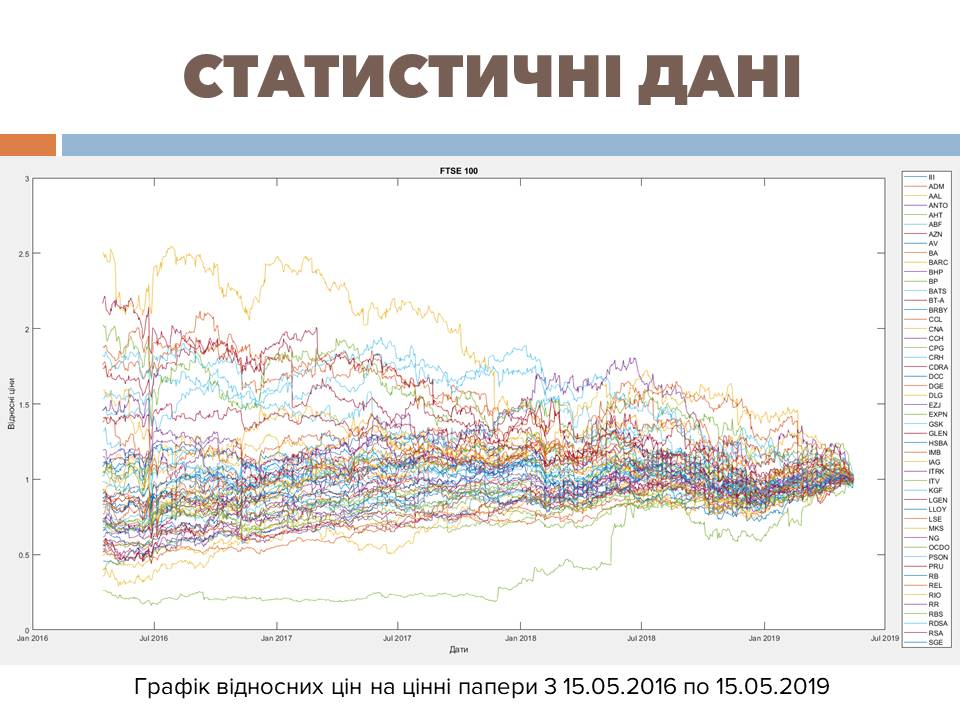 СТАТИСТИЧНІ ДАНІ
FTSE 100
3
2.5
2
1.5
1
0.5
0
Відносні ціни
Jan 2016
Jul 2016
Jan 2017
Jul 2017
Jan 2018
Jul 2018
Jan 2019
Jul 2019
Дати
III
ADM
AAL
ANTO
AHT
ABF
AZN
AV
BA
BARC
BHP
BP
BATS
BT-A
BRBY
CCL
CNA
CCH
CPG
CRH
CDRA
DCC
DGE
DLG
EZJ
EXPN
GSK
GLEN
HSBA
IMB
IAG
ITRK
ITV
KGF
LGEN
LLOY
LSE
MKS
NG
OCDO
PSON
PRU
RB
REL
RIO
RR
RBS
RDSA
RSA
SGE
Графік відносних цін на цінні папери З 15.05.2016 по 15.05.2019